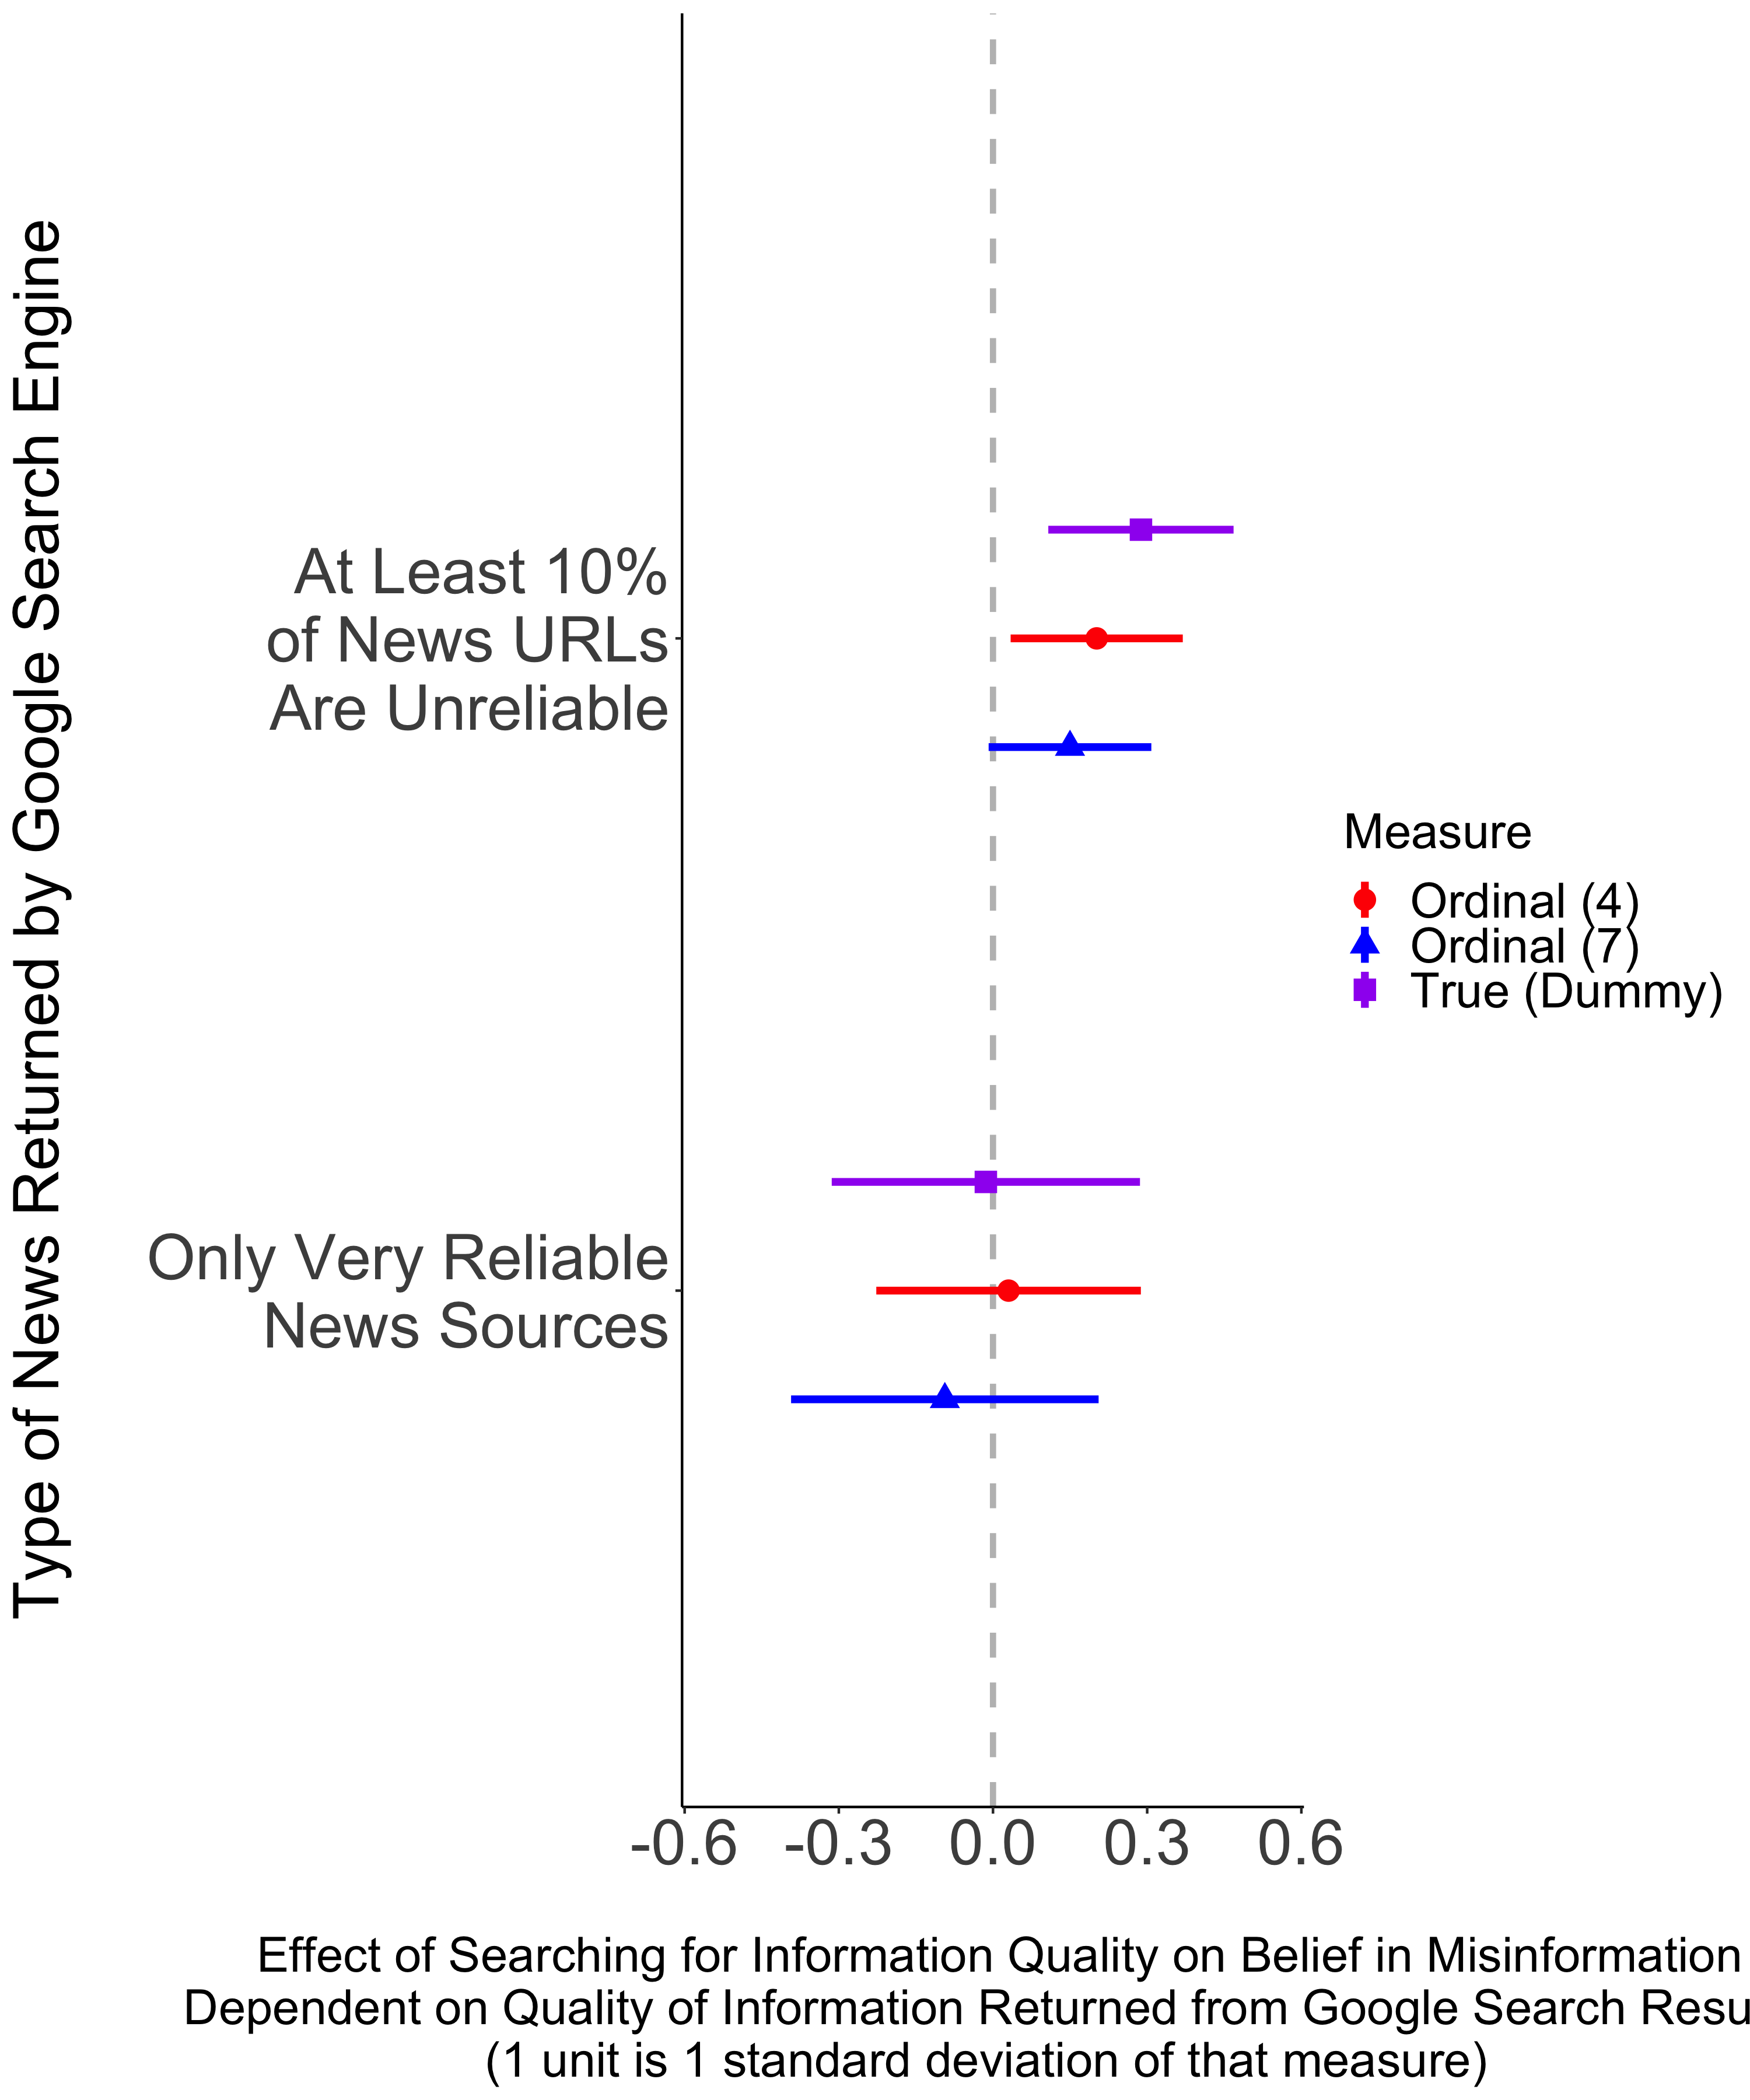 Type of News Returned by Google Search Engine
At Least 10%
of News URLs
Are Unreliable
Only Very Reliable
News Sources
Measure
Ordinal (4)
Ordinal (7)
True (Dummy)
-0.6 -0.3 0.0 0.3 0.6
Effect of Searching for Information Quality on Belief in Misinformation
Dependent on Quality of Information Returned from Google Search Resu
(1 unit is 1 standard deviation of that measure)